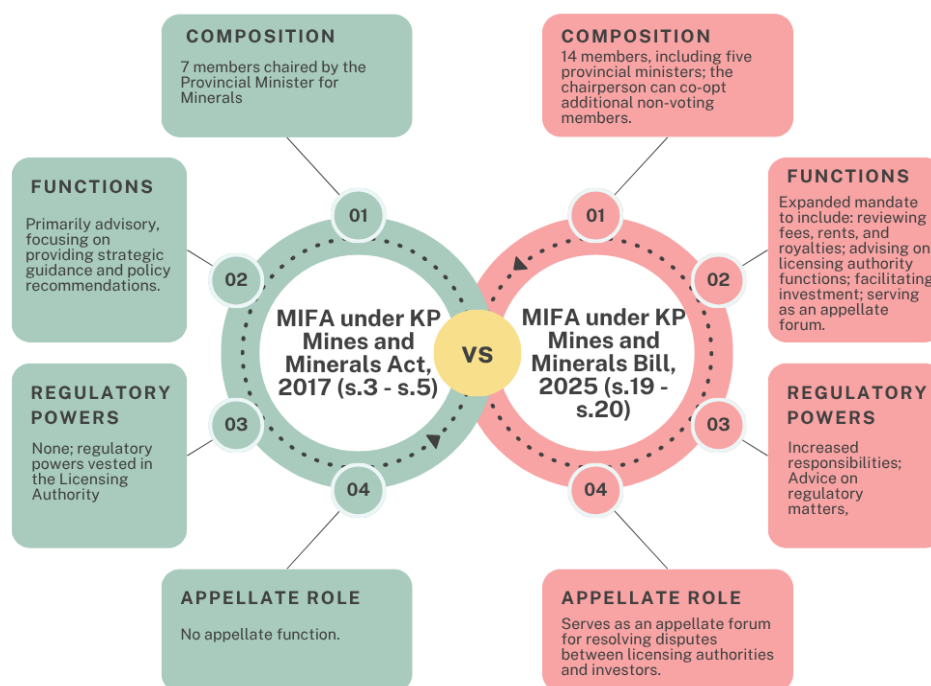 COMPOSITION
7 members chaired by the
Provincial Minister for
Minerals
FUNCTIONS
Primarily advisory,
focusing on
providing strategic
guidance and policy
recommendations.
REGULATORY
POWERS
None; regulatory
powers vested in
the Licensing
Authority
APPELLATE ROLE
No appellate function.
01
02
03
04
MIFA under KP
Mines and
Minerals Act,
2017 (s.3 - s.5)
VS
MIFA under KP
Mines and
Minerals Bill,
2025 (s.19 -
s.20)
01
02
03
04
COMPOSITION
14 members, including five
provincial ministers; the
chairperson can co-opt
additional non-voting
members.
FUNCTIONS
Expanded mandate
to include: reviewing
fees, rents, and
royalties; advising on
licensing authority
functions; facilitating
investment; serving
as an appellate
forum.
REGULATORY
POWERS
Increased
responsibilities;
Advice on
regulatory
matters,
APPELLATE ROLE
Serves as an appellate forum
for resolving disputes
between licensing authorities
and investors.